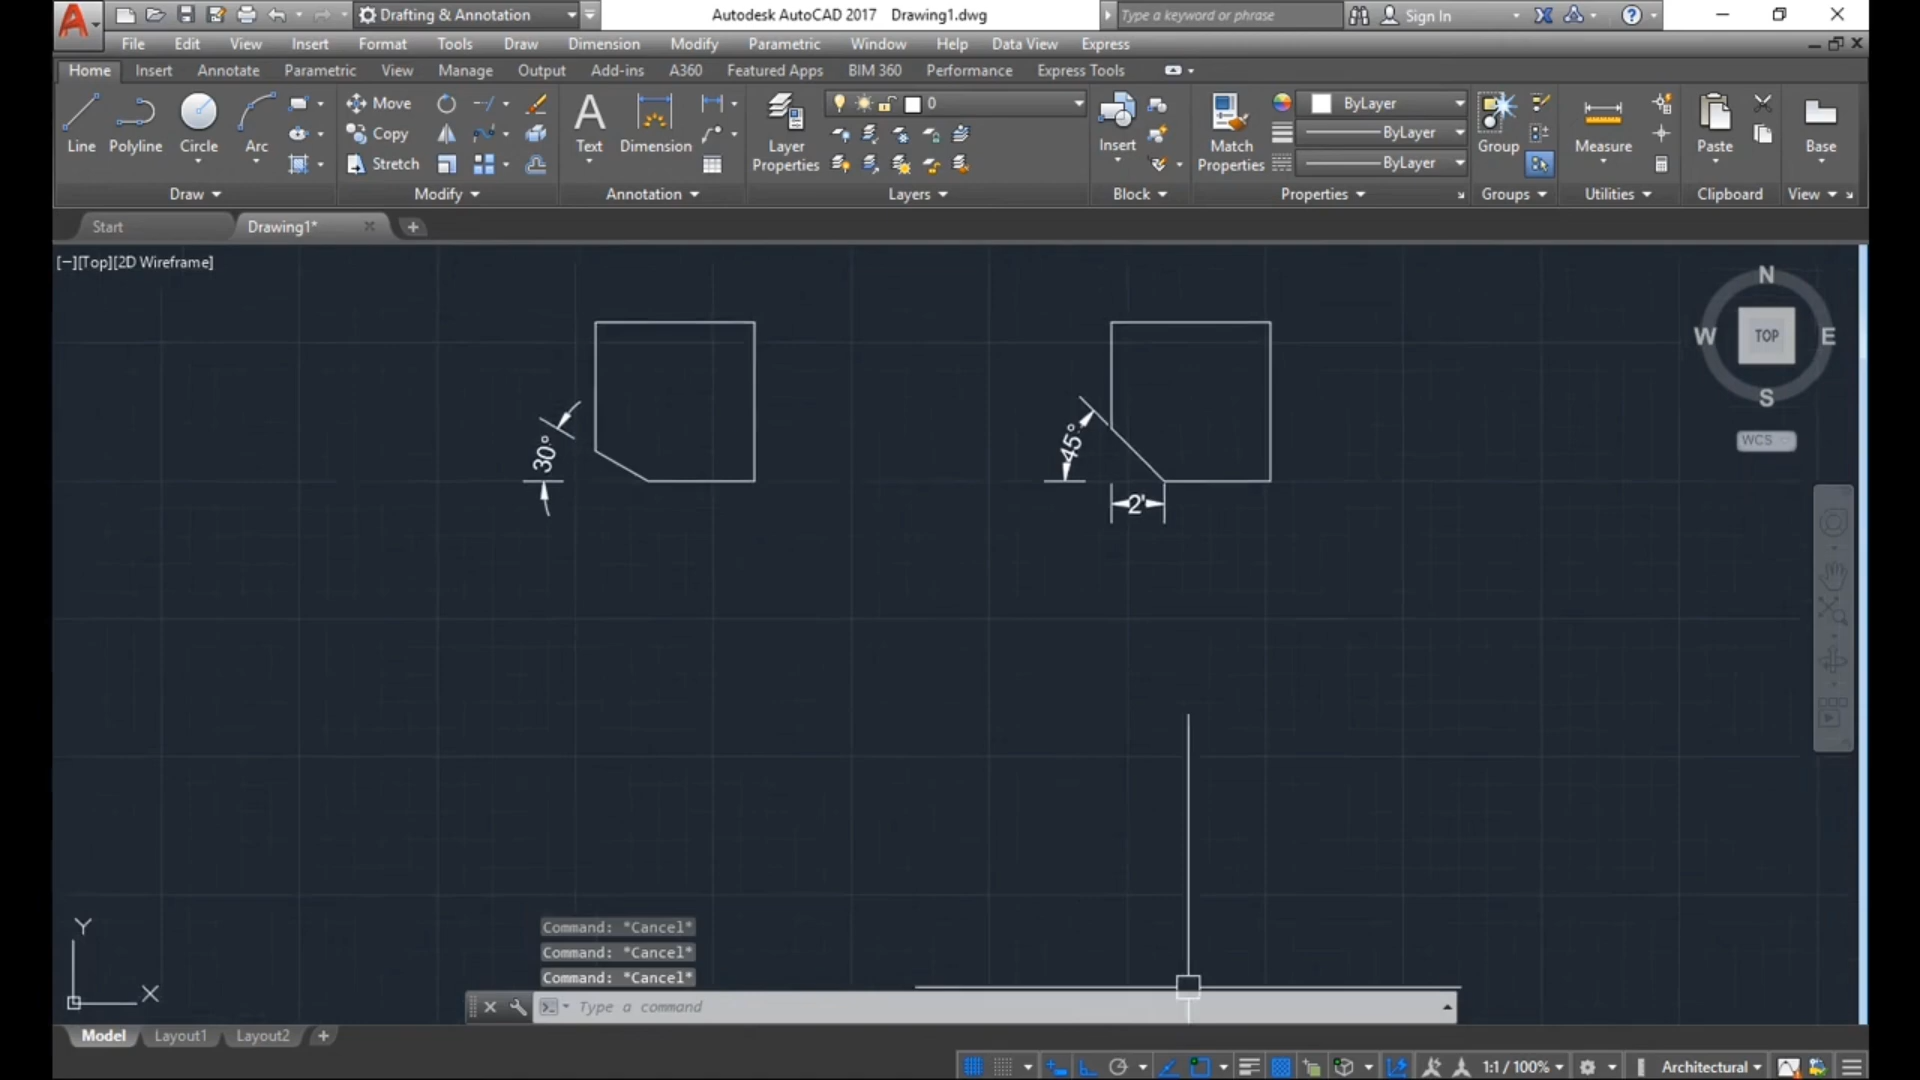 Drafting & Annotation
Autodesk AutoCAD 2017 Drawing1.dwg
Type a keyword or phrase
Sign In
File Edit View Insert Format Tools Draw Dimension Modify Parametric Window Help Data View Express
Home Insert Annotate Parametric View Manage Output Add-ins A360 Featured Apps BIM 360 Performance Express Tools
Line Polyline Circle Arc
Move
Copy
Stretch
Text Dimension
Layer Properties
0
Insert
Match Properties
ByLayer
ByLayer
ByLayer
Group
Measure
Paste
Base
Draw Modify Annotation Layers Block Properties Groups Utilities Clipboard View
Start Drawing1*
[−][Top][2D Wireframe]
N
W TOP E
S
WCS
30°
45°
2'
Y
X
Command: *Cancel*
Command: *Cancel*
Command: *Cancel*
Type a command
Model Layout1 Layout2
1:1 / 100% Architectural